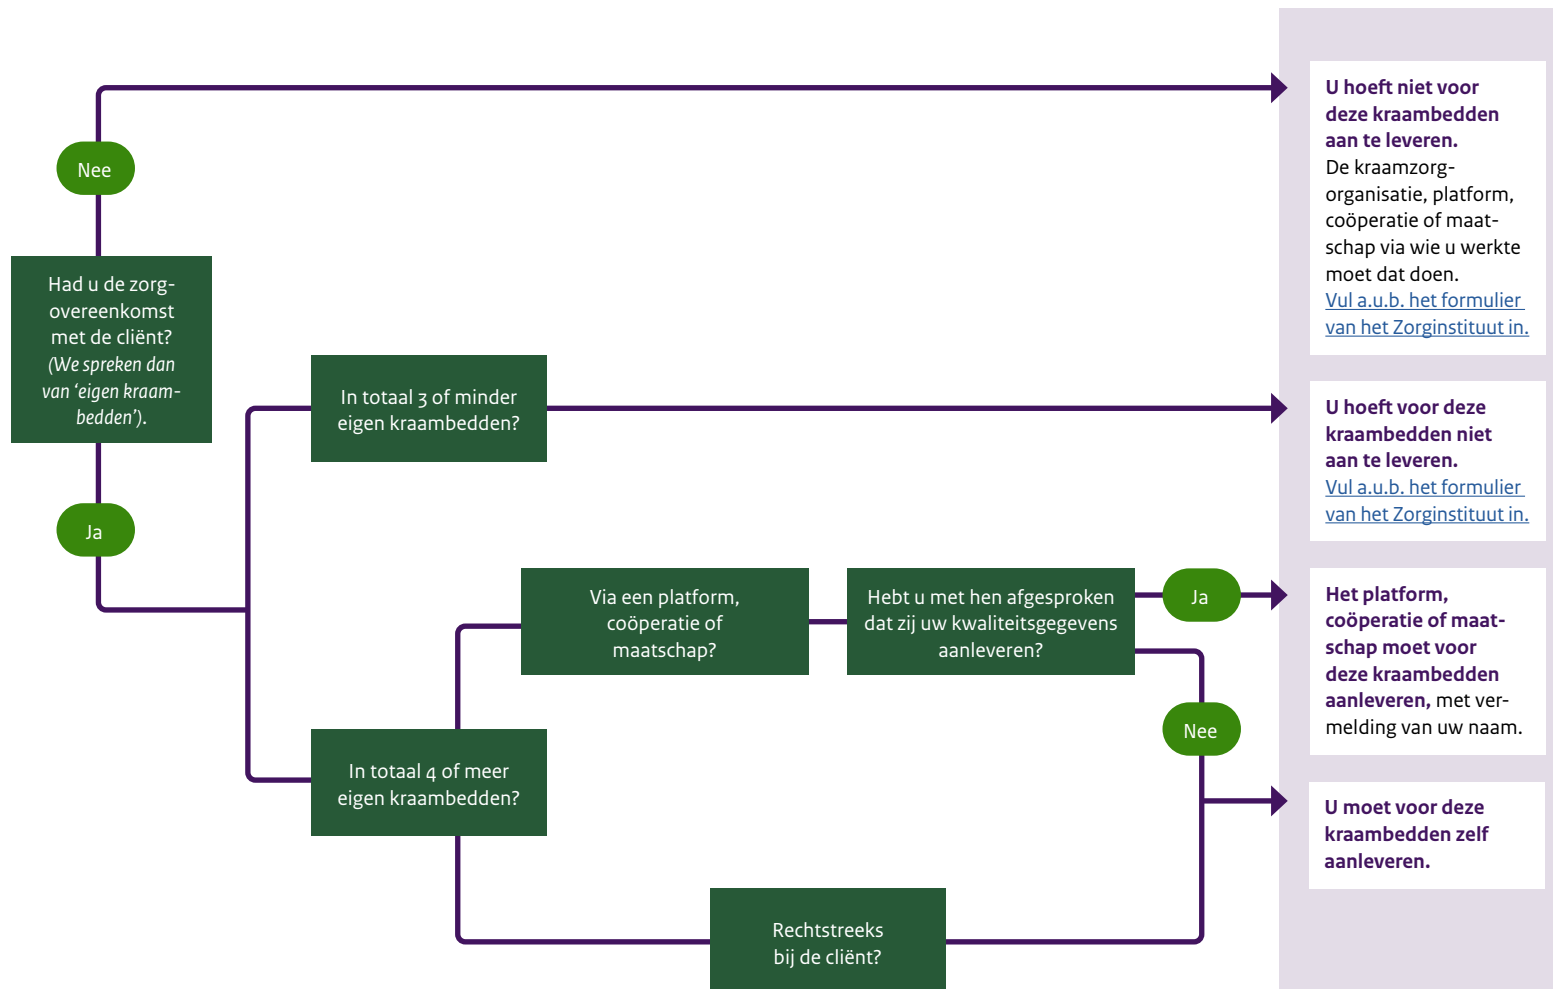 Nee
Had u de zorg-
overeenkomst
met de cliënt?
(We spreken dan
van ‘eigen kraam-
bedden’).
Ja
In totaal 3 of minder
eigen kraambedden?
In totaal 4 of meer
eigen kraambedden?
Via een platform,
coöperatie of
maatschap?
Hebt u met hen afgesproken
dat zij uw kwaliteitsgegevens
aanleveren?
Ja
Nee
Rechtstreeks
bij de cliënt?
U hoeft niet voor
deze kraambedden
aan te leveren.
De kraamzorg-
organisatie, platform,
coöperatie of maat-
schap via wie u werkte
moet dat doen.
Vul a.u.b. het formulier
van het Zorginstituut in.
U hoeft voor deze
kraambedden niet
aan te leveren.
Vul a.u.b. het formulier
van het Zorginstituut in.
Het platform,
coöperatie of maat-
schap moet voor
deze kraambedden
aanleveren, met ver-
melding van uw naam.
U moet voor deze
kraambedden zelf
aanleveren.